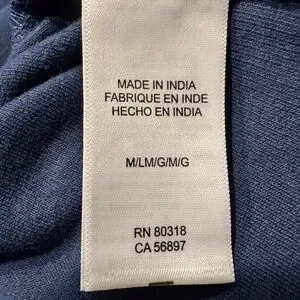 MADE IN INDIA
FABRIQUE EN INDE
HECHO EN INDIA
M/LM/G/M/G
RN 80318
CA 56897